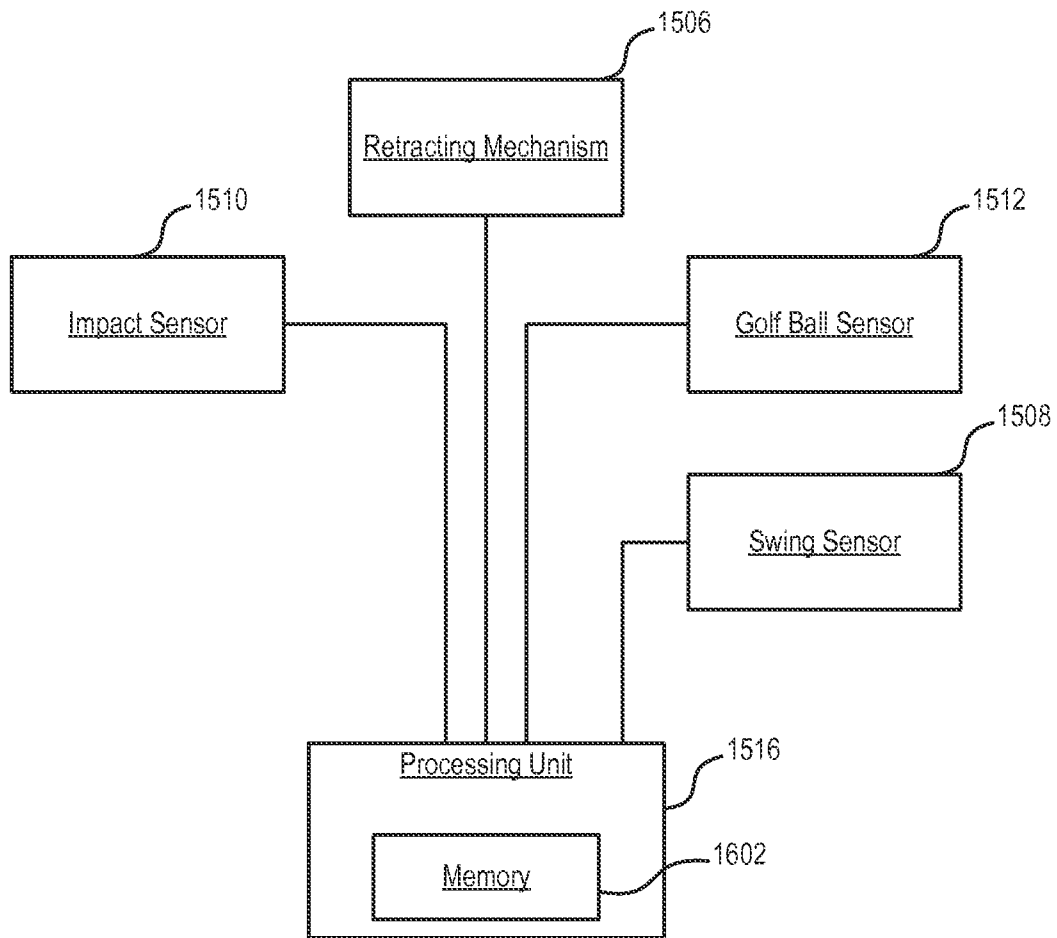 1506
Retracting Mechanism
1510
Impact Sensor
1512
Golf Ball Sensor
1508
Swing Sensor
Processing Unit
1516
Memory
1602